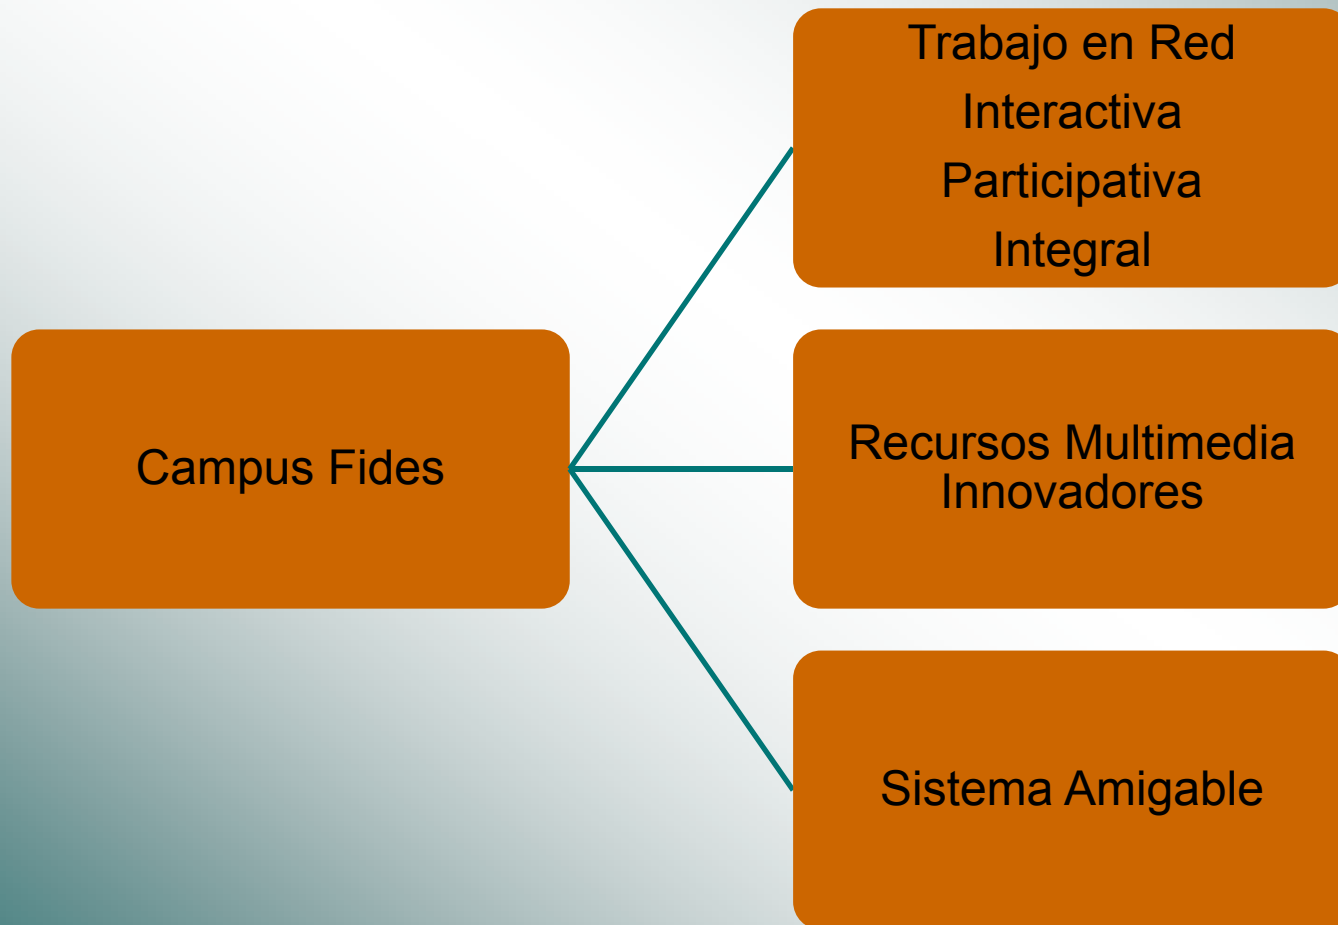 Campus Fides
Trabajo en Red
Interactiva
Participativa
Integral
Recursos Multimedia
Innovadores
Sistema Amigable